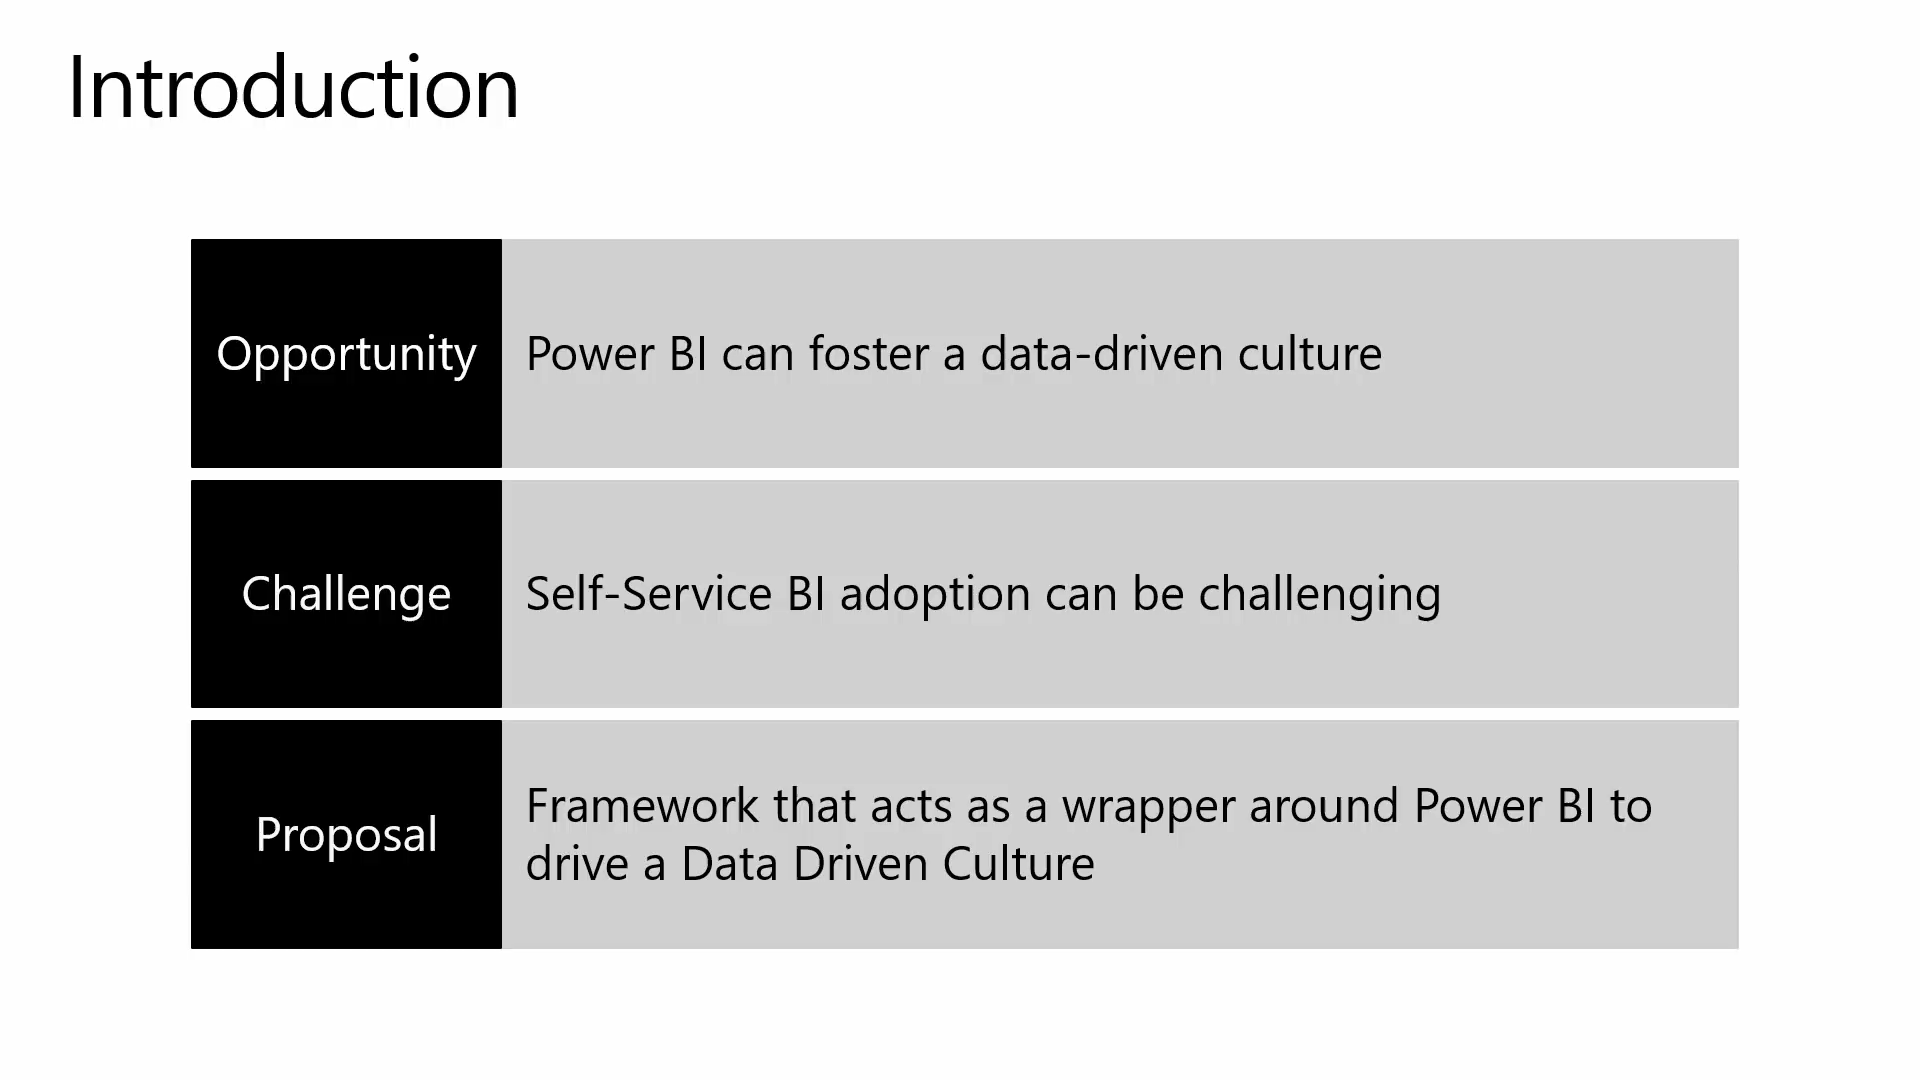 Introduction
Opportunity
Power BI can foster a data-driven culture
Challenge
Self-Service BI adoption can be challenging
Proposal
Framework that acts as a wrapper around Power BI to
drive a Data Driven Culture